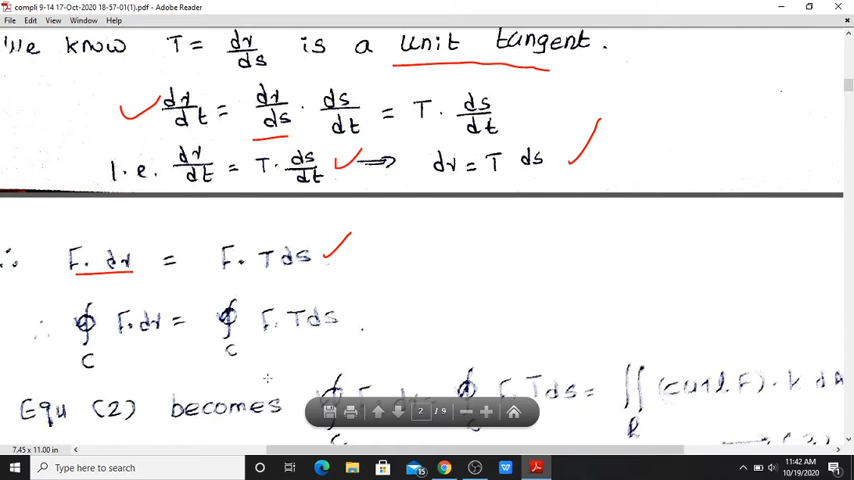 compli 9-14 17-Oct-2020 18-57-01(1).pdf - Adobe Reader
File Edit View Window Help
We know T = dr/ds is a unit tangent.
dr/dt = dr/ds · ds/dt = T · ds/dt
i.e. dr/dt = T · ds/dt ⟹ dr = T ds
∴ F. dr = F. T ds
∴ ∮C F.dr = ∮C F. T ds .
Equ (2) becomes ∮C ∮ F. T ds = ∬R (curl F) · k dA
2 / 9
7.45 x 11.00 in
Type here to search
15
11:42 AM
10/19/2020